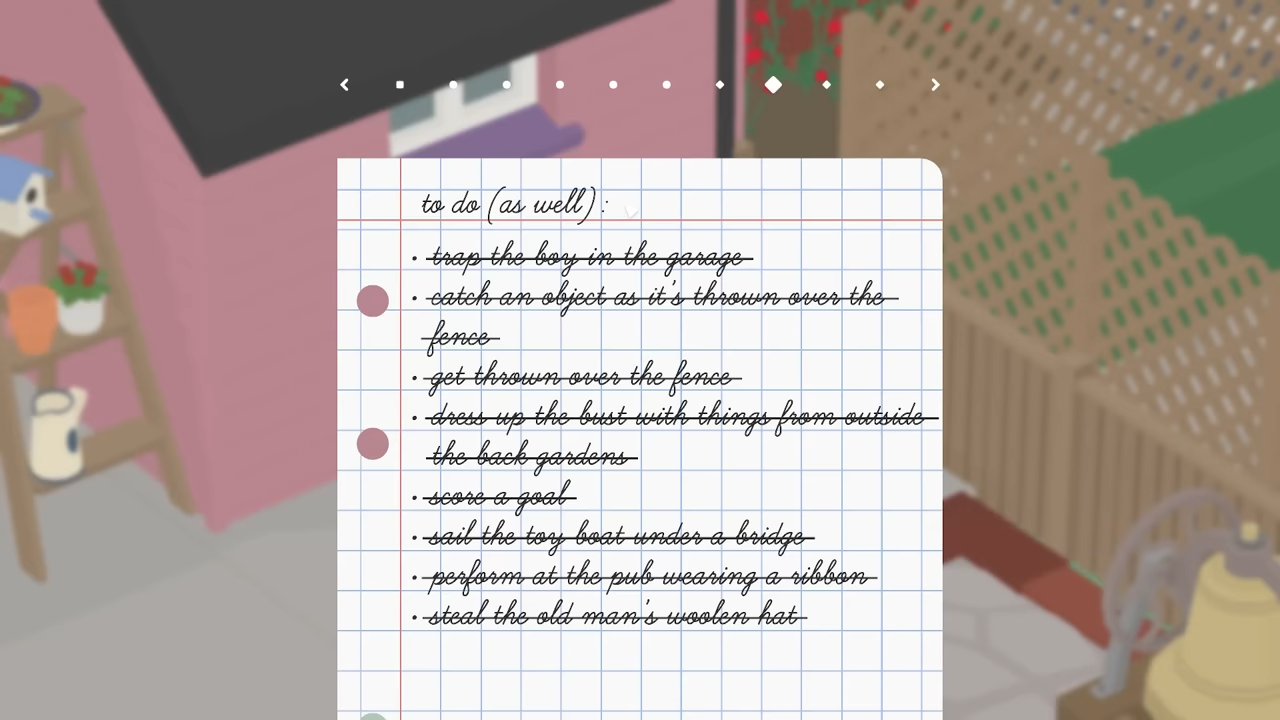 to do (as well):
• trap the boy in the garage
• catch an object as it's thrown over the
fence
• get thrown over the fence
• dress up the bust with things from outside
the back gardens
• score a goal
• sail the toy boat under a bridge
• perform at the pub wearing a ribbon
• steal the old man's woolen hat